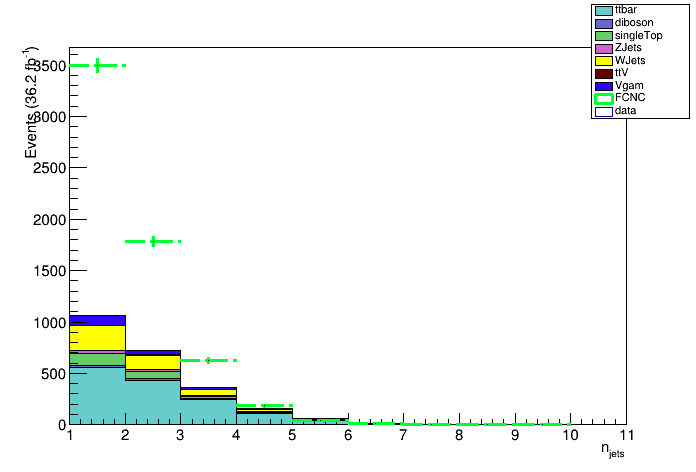 ttbar
diboson
singleTop
ZJets
WJets
ttV
Vgam
FCNC
data
Events (36.2 fb⁻¹)
3500
3000
2500
2000
1500
1000
500
0
1 2 3 4 5 6 7 8 9 10 11
n_jets